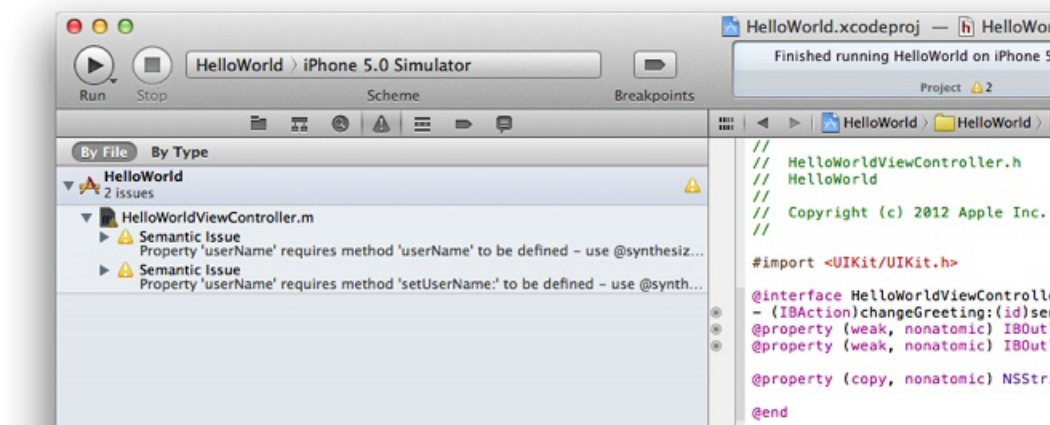 HelloWorld.xcodeproj — h HelloWor
HelloWorld 〉 iPhone 5.0 Simulator
Finished running HelloWorld on iPhone 5
Run Stop Scheme Breakpoints
Project 2
HelloWorld 〉 HelloWorld 〉
By File By Type
HelloWorld
2 issues
HelloWorldViewController.m
Semantic Issue
Property 'userName' requires method 'userName' to be defined – use @synthesiz...
Semantic Issue
Property 'userName' requires method 'setUserName:' to be defined – use @synth...
//
// HelloWorldViewController.h
// HelloWorld
//
// Copyright (c) 2012 Apple Inc.
//
#import <UIKit/UIKit.h>
@interface HelloWorldViewControll
- (IBAction)changeGreeting:(id)sen
@property (weak, nonatomic) IBOut
@property (weak, nonatomic) IBOut
@property (copy, nonatomic) NSStr
@end